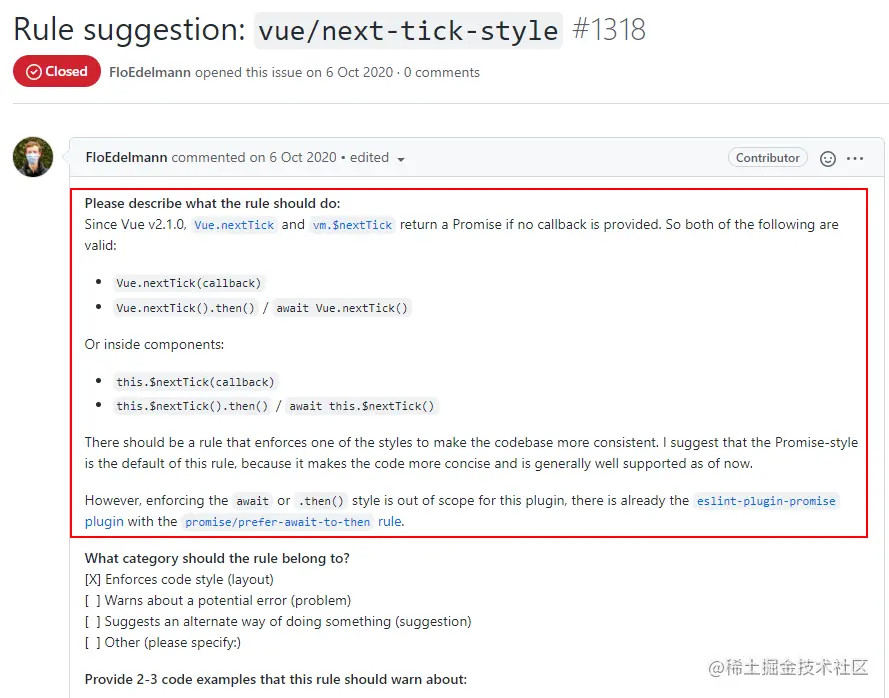 Rule suggestion: vue/next-tick-style #1318
Closed FloEdelmann opened this issue on 6 Oct 2020 · 0 comments
FloEdelmann commented on 6 Oct 2020 • edited Contributor
Please describe what the rule should do:
Since Vue v2.1.0, Vue.nextTick and vm.$nextTick return a Promise if no callback is provided. So both of the following are
valid:
• Vue.nextTick(callback)
• Vue.nextTick().then() / await Vue.nextTick()
Or inside components:
• this.$nextTick(callback)
• this.$nextTick().then() / await this.$nextTick()
There should be a rule that enforces one of the styles to make the codebase more consistent. I suggest that the Promise-style
is the default of this rule, because it makes the code more concise and is generally well supported as of now.
However, enforcing the await or .then() style is out of scope for this plugin, there is already the eslint-plugin-promise
plugin with the promise/prefer-await-to-then rule.
What category should the rule belong to?
[X] Enforces code style (layout)
[ ] Warns about a potential error (problem)
[ ] Suggests an alternate way of doing something (suggestion)
[ ] Other (please specify:)
Provide 2-3 code examples that this rule should warn about:
@稀土掘金技术社区